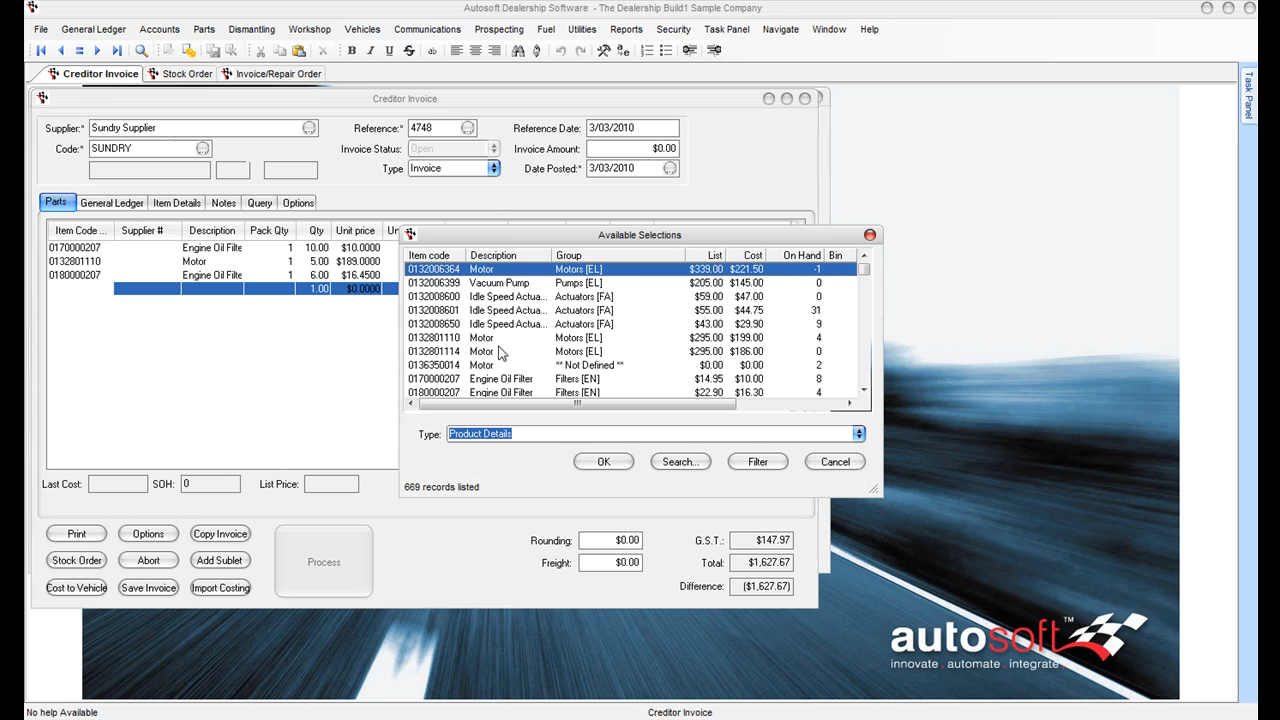 Autosoft Dealership Software - The Dealership Build1 Sample Company
File General Ledger Accounts Parts Dismantling Workshop Vehicles Communications Prospecting Fuel Utilities Reports Security Task Panel Navigate Window Help
Creditor Invoice Stock Order Invoice/Repair Order
Task Panel
Creditor Invoice
Supplier:* Sundry Supplier Reference:* 4748 Reference Date: 3/03/2010
Code:* SUNDRY Invoice Status: Open Invoice Amount: $0.00
Type Invoice Date Posted:* 3/03/2010
Parts General Ledger Item Details Notes Query Options
Item Code ... Supplier # Description Pack Qty Qty Unit price
0170000207 Engine Oil Filte 1 10.00 $10.0000
0132801110 Motor 1 5.00 $189.0000
0180000207 Engine Oil Filte 1 6.00 $16.4500
1.00 $0.0000
Available Selections
Item code Description Group List Cost On Hand Bin
0132006364 Motor Motors [EL] $339.00 $221.50 -1
0132006399 Vacuum Pump Pumps [EL] $205.00 $145.00 0
0132008600 Idle Speed Actua... Actuators [FA] $59.00 $47.00 0
0132008601 Idle Speed Actua... Actuators [FA] $55.00 $44.75 31
0132008650 Idle Speed Actua... Actuators [FA] $43.00 $29.90 9
0132801110 Motor Motors [EL] $295.00 $199.00 4
0132801114 Motor Motors [EL] $295.00 $186.00 0
0136350014 Motor ** Not Defined ** $0.00 $0.00 2
0170000207 Engine Oil Filter Filters [EN] $14.95 $10.00 8
0180000207 Engine Oil Filter Filters [EN] $22.90 $16.30 4
Type: Product Details
OK Search... Filter Cancel
669 records listed
Last Cost: SOH: 0 List Price:
Print Options Copy Invoice
Stock Order Abort Add Sublet
Cost to Vehicle Save Invoice Import Costing
Process
Rounding: $0.00 G.S.T.: $147.97
Freight: $0.00 Total: $1,627.67
Difference: ($1,627.67)
autosoft™
innovate . automate . integrate
No help Available Creditor Invoice